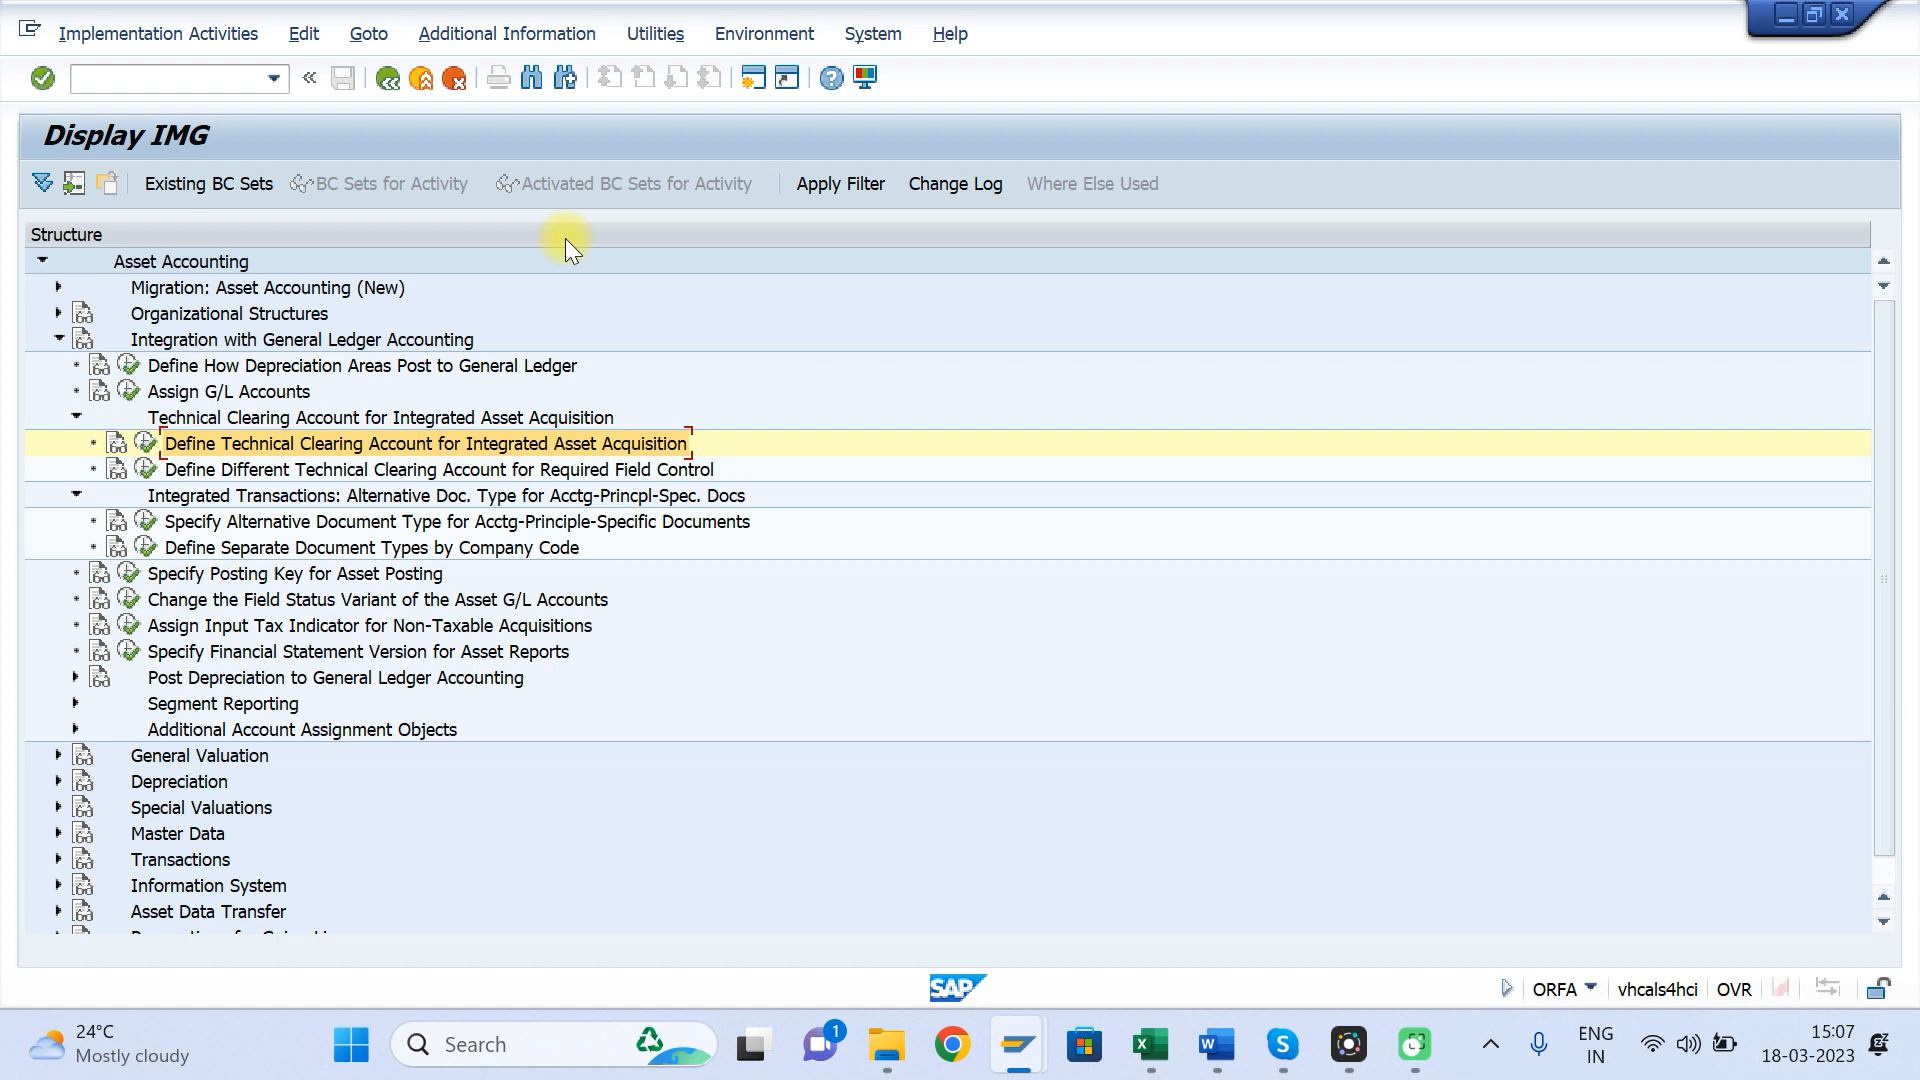 Implementation Activities Edit Goto Additional Information Utilities Environment System Help
Display IMG
Existing BC Sets BC Sets for Activity Activated BC Sets for Activity Apply Filter Change Log Where Else Used
Structure
Asset Accounting
Migration: Asset Accounting (New)
Organizational Structures
Integration with General Ledger Accounting
Define How Depreciation Areas Post to General Ledger
Assign G/L Accounts
Technical Clearing Account for Integrated Asset Acquisition
Define Technical Clearing Account for Integrated Asset Acquisition
Define Different Technical Clearing Account for Required Field Control
Integrated Transactions: Alternative Doc. Type for Acctg-Princpl-Spec. Docs
Specify Alternative Document Type for Acctg-Principle-Specific Documents
Define Separate Document Types by Company Code
Specify Posting Key for Asset Posting
Change the Field Status Variant of the Asset G/L Accounts
Assign Input Tax Indicator for Non-Taxable Acquisitions
Specify Financial Statement Version for Asset Reports
Post Depreciation to General Ledger Accounting
Segment Reporting
Additional Account Assignment Objects
General Valuation
Depreciation
Special Valuations
Master Data
Transactions
Information System
Asset Data Transfer
SAP ORFA vhcals4hci OVR
24°C
Mostly cloudy
Search
1
ENG
IN
15:07
18-03-2023